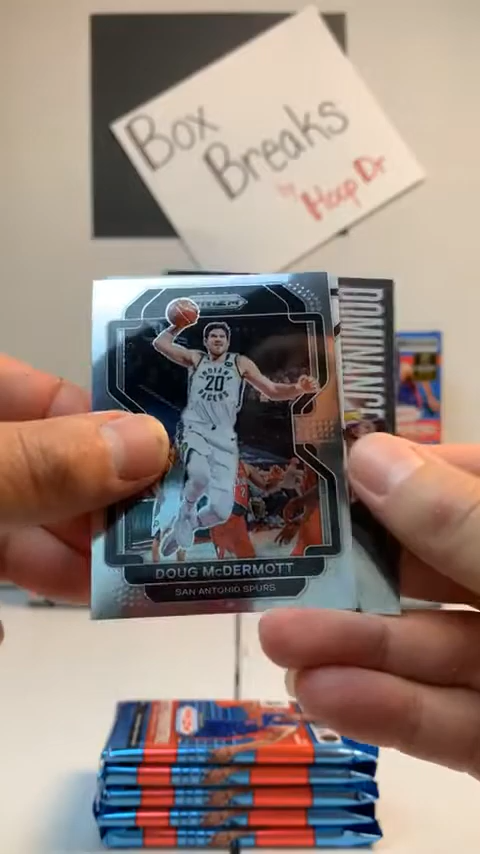 Box
Breaks
by Hoop Dr
PRIZM
DOMINANCE
INDIANA
20
PACERS
DOUG McDERMOTT
SAN ANTONIO SPURS